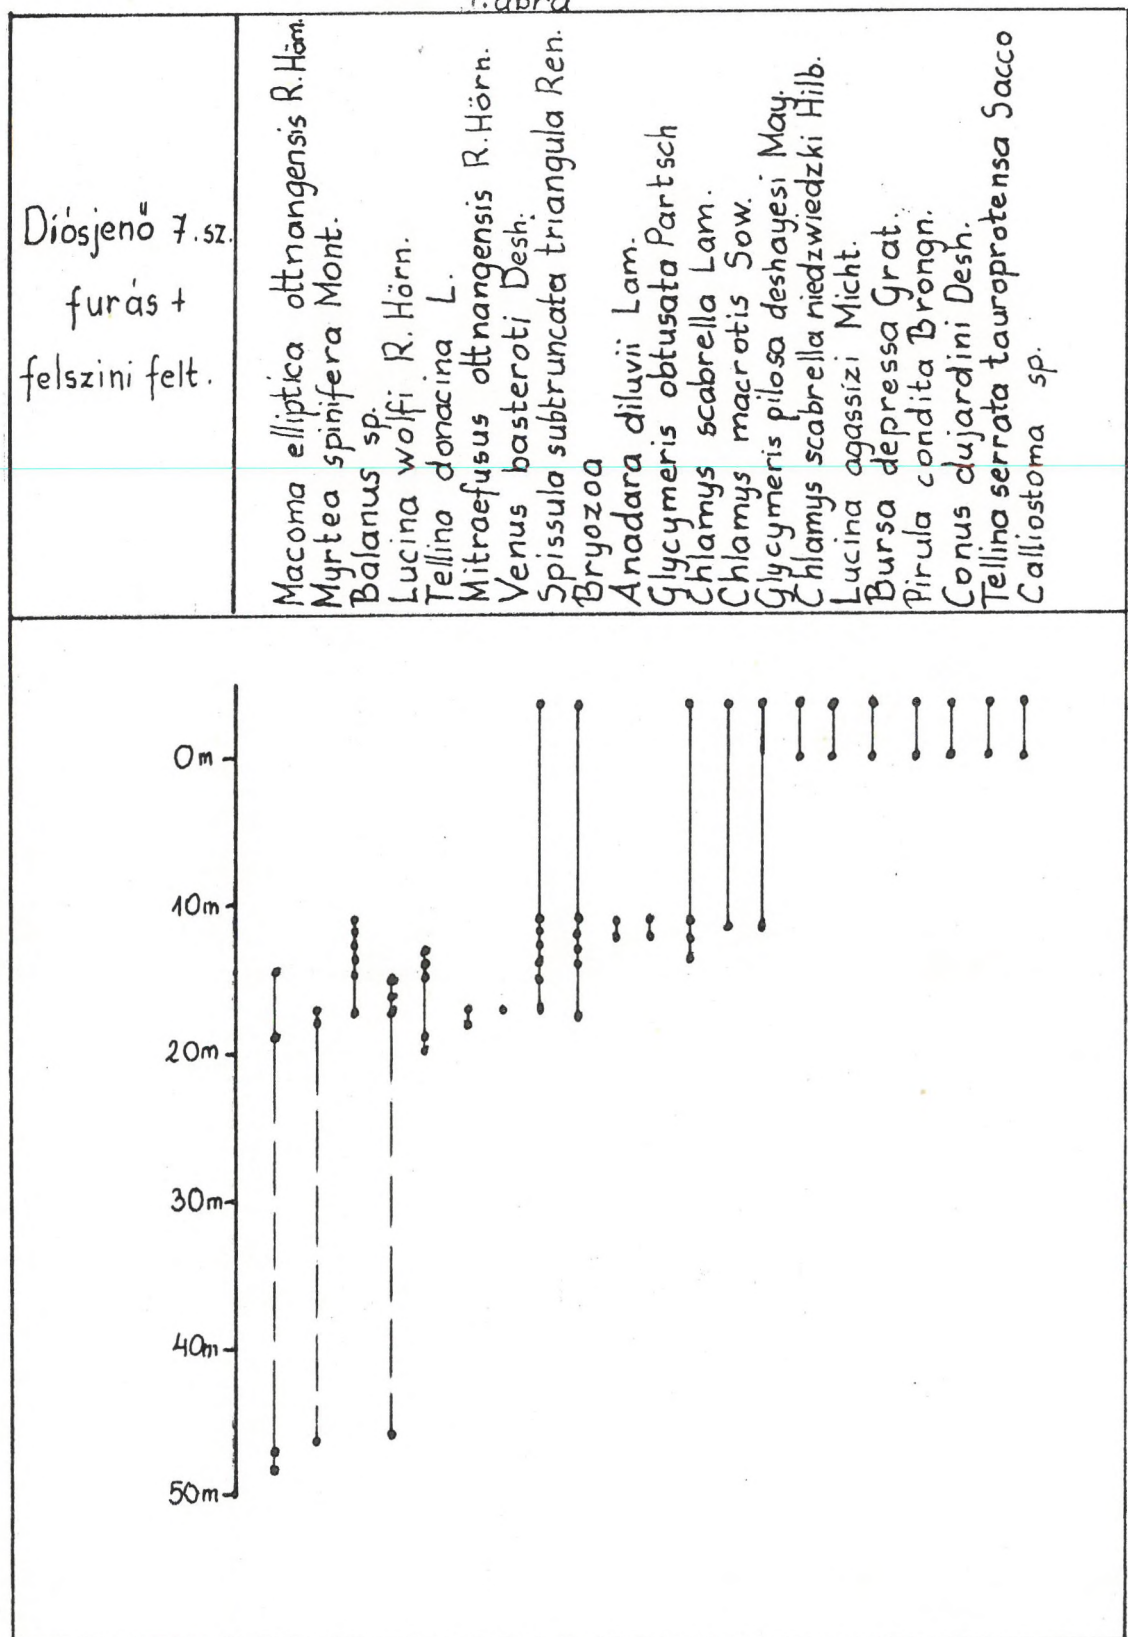 1. ábra
Diósjenő 7.sz.
furás +
felszini felt.
Macoma elliptica ottnangensis R.Hörn.
Myrtea spinifera Mont.
Balanus sp.
Lucina wolfi R.Hörn.
Tellina donacina L.
Mitraefusus ottnangensis R.Hörn.
Venus basteroti Desh.
Spissula subtruncata triangula Ren.
Bryozoa
Anadara diluvii Lam.
Glycymeris obtusata Partsch
Chlamys scabrella Lam.
Chlamys macrotis Sow.
Glycymeris pilosa deshayesi May.
Chlamys scabrella niedzwiedzki Hilb.
Lucina agassizi Micht.
Bursa depressa Grat.
Pirula condita Brongn.
Conus dujardini Desh.
Tellina serrata tauroprotensa Sacco
Calliostoma sp.
0m
10m
20m
30m
40m
50m